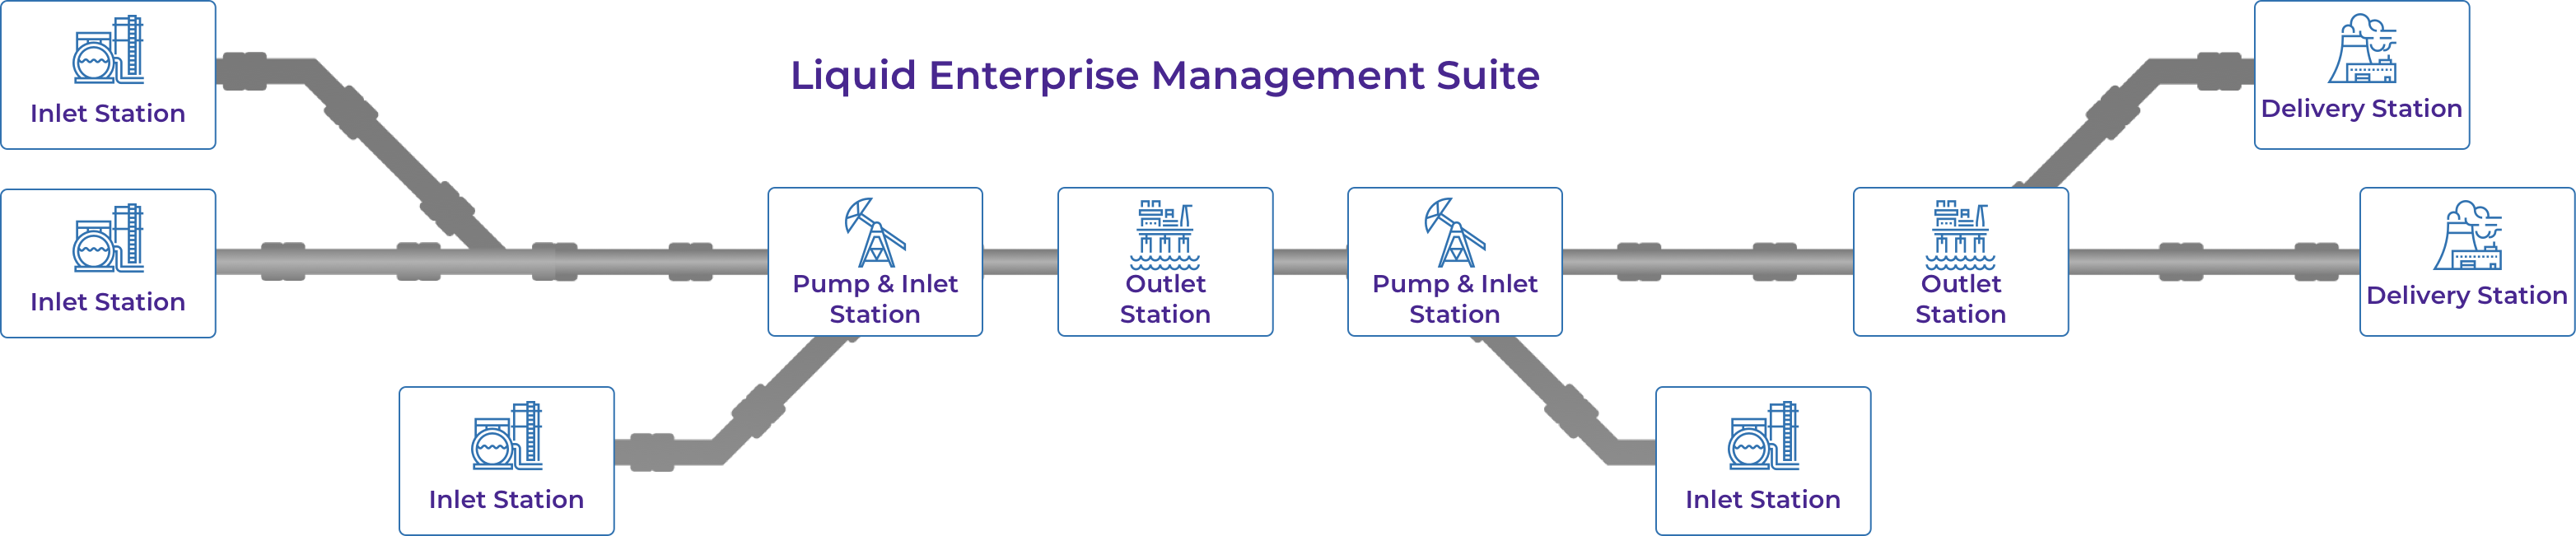 Liquid Enterprise Management Suite
Inlet Station
Delivery Station
Inlet Station
Pump & Inlet
Station
Outlet
Station
Pump & Inlet
Station
Outlet
Station
Delivery Station
Inlet Station
Inlet Station